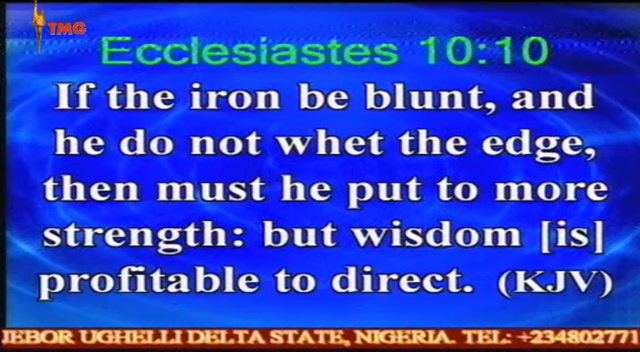 TMG
Ecclesiastes 10:10
If the iron be blunt, and
he do not whet the edge,
then must he put to more
strength: but wisdom [is]
profitable to direct. (KJV)
IEBOR UGHELLI DELTA STATE, NIGERIA. TEL: +234802771